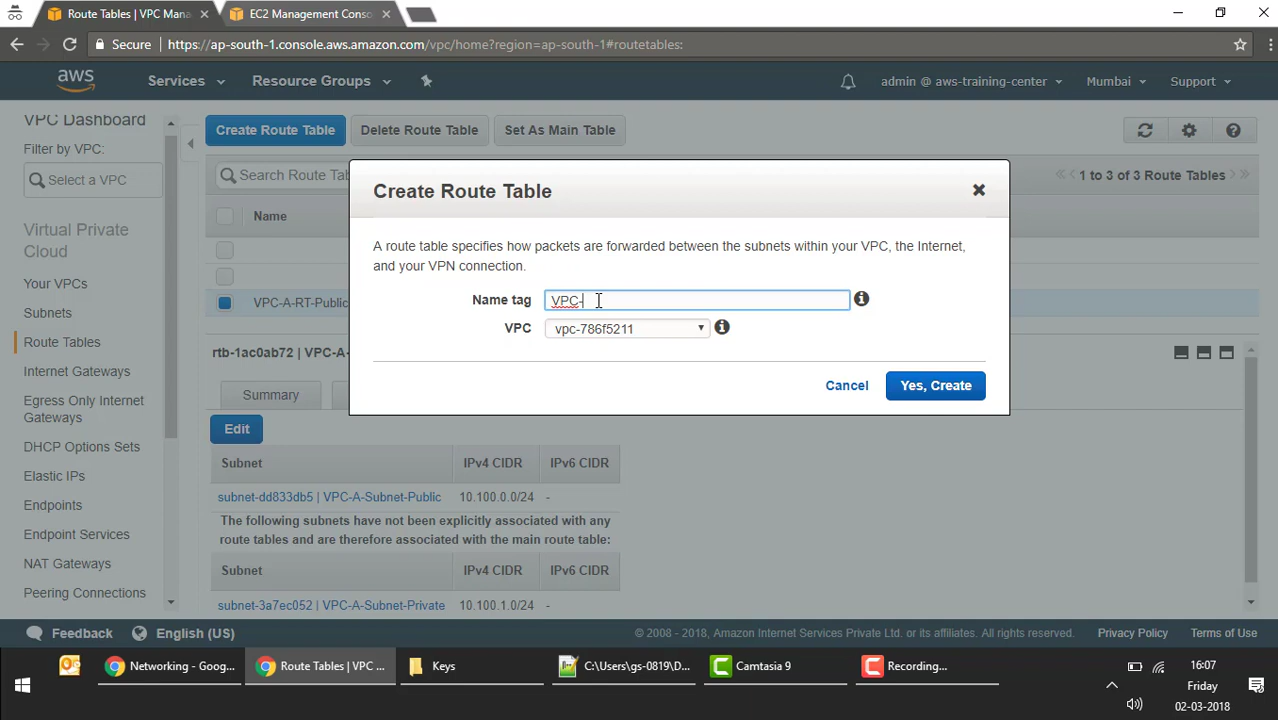 Route Tables | VPC Mana
EC2 Management Conso
Secure
https://ap-south-1.console.aws.amazon.com/vpc/home?region=ap-south-1#routetables:
aws
Services
Resource Groups
admin @ aws-training-center
Mumbai
Support
VPC Dashboard
Filter by VPC:
Select a VPC
Virtual Private
Cloud
Your VPCs
Subnets
Route Tables
Internet Gateways
Egress Only Internet
Gateways
DHCP Options Sets
Elastic IPs
Endpoints
Endpoint Services
NAT Gateways
Peering Connections
Create Route Table
Delete Route Table
Set As Main Table
Search Route Tab
1 to 3 of 3 Route Tables
Name
VPC-A-RT-Public
rtb-1ac0ab72 | VPC-A-
Summary
Edit
Subnet IPv4 CIDR IPv6 CIDR
subnet-dd833db5 | VPC-A-Subnet-Public 10.100.0.0/24 -
The following subnets have not been explicitly associated with any
route tables and are therefore associated with the main route table:
Subnet IPv4 CIDR IPv6 CIDR
subnet-3a7ec052 | VPC-A-Subnet-Private 10.100.1.0/24 -
Create Route Table
A route table specifies how packets are forwarded between the subnets within your VPC, the Internet,
and your VPN connection.
Name tag VPC-
VPC vpc-786f5211
Cancel
Yes, Create
Feedback
English (US)
© 2008 - 2018, Amazon Internet Services Private Ltd. or its affiliates. All rights reserved.
Privacy Policy
Terms of Use
Networking - Goog...
Route Tables | VPC ...
Keys
C:\Users\gs-0819\D...
Camtasia 9
Recording...
16:07
Friday
02-03-2018